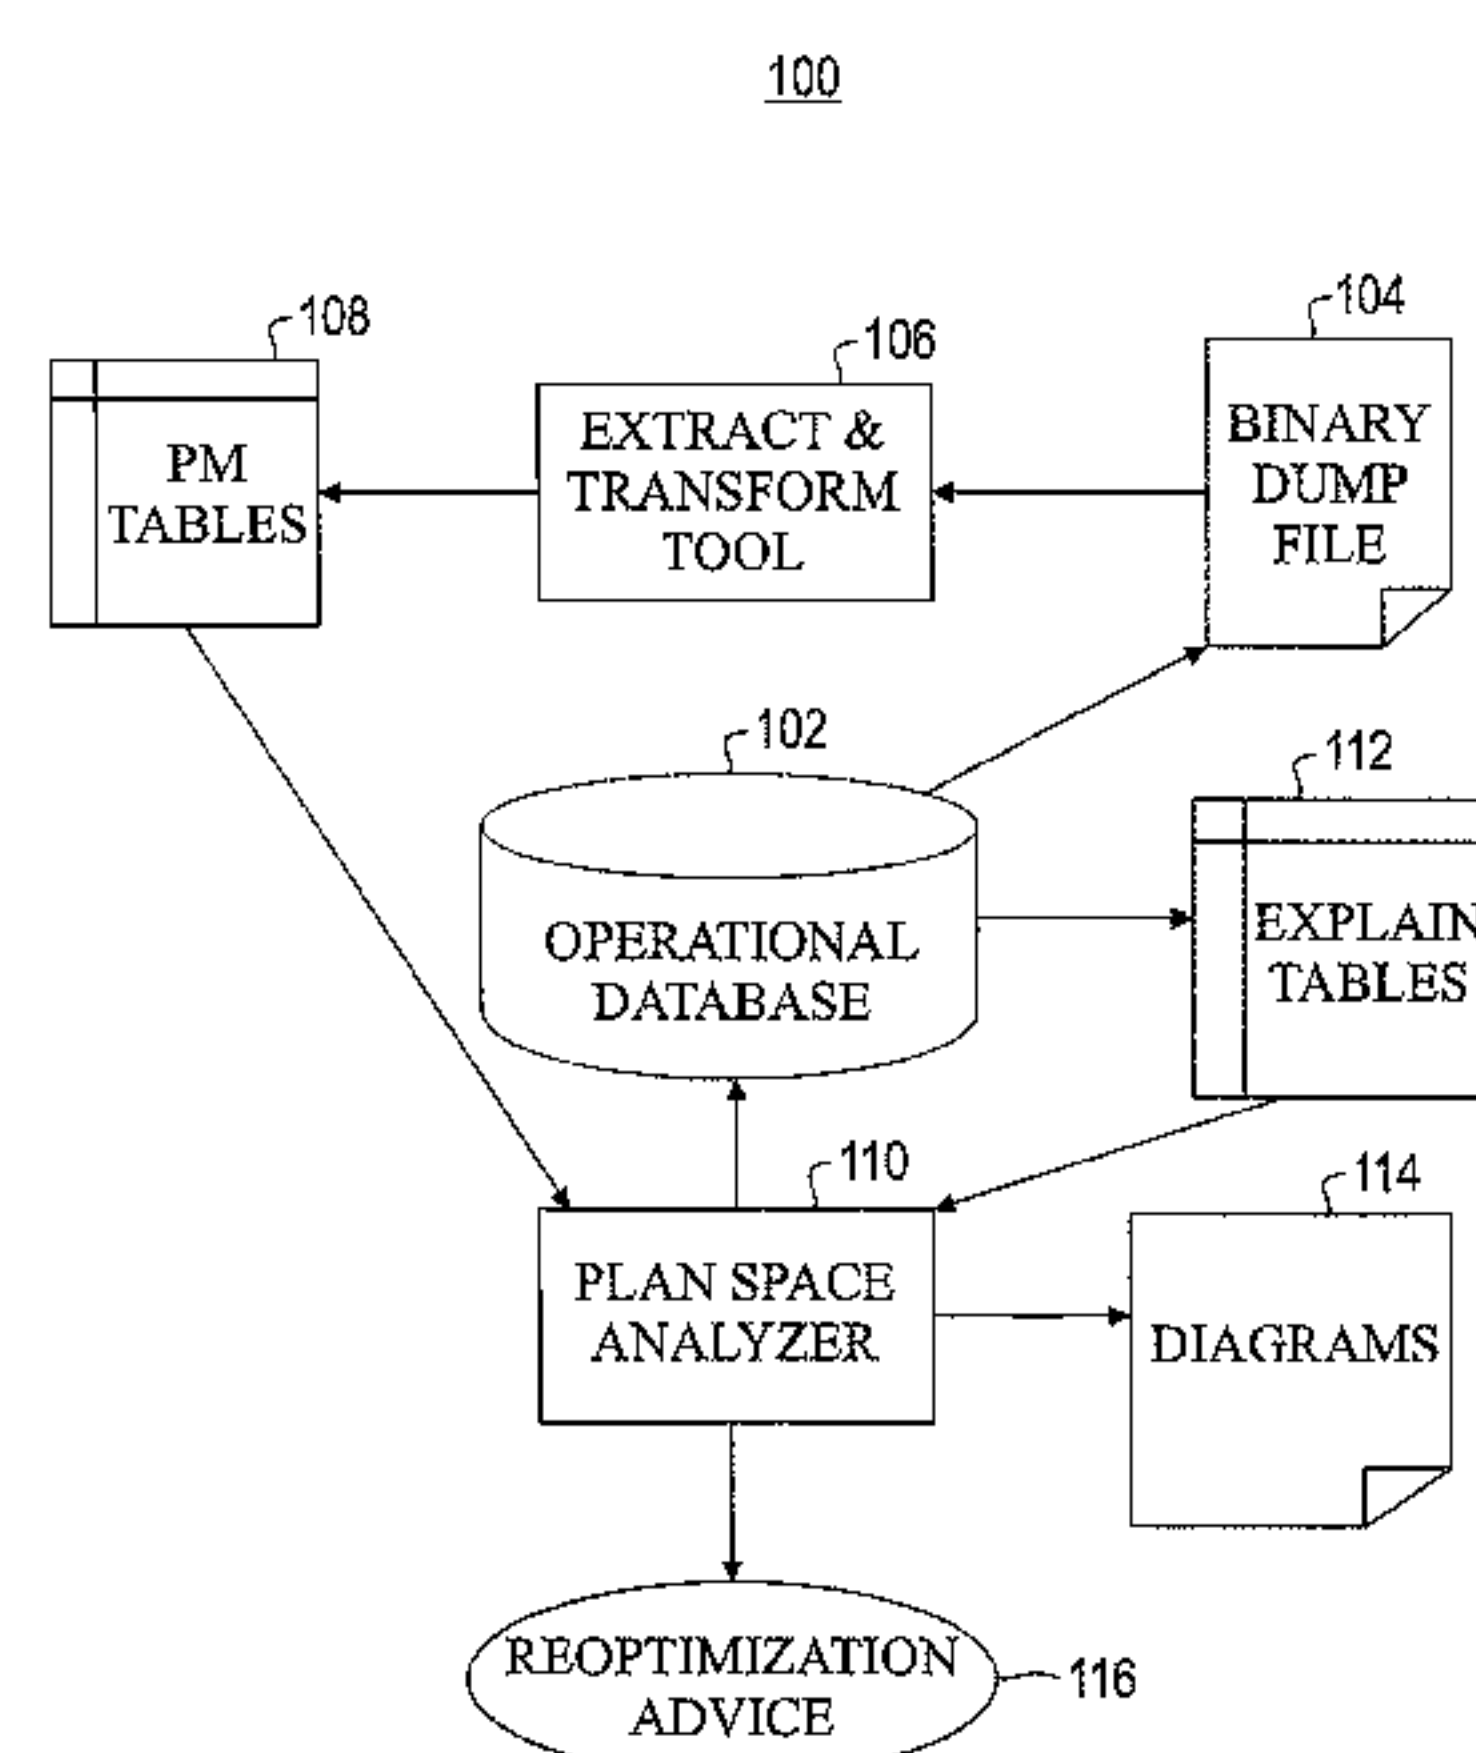 100
108
106
104
PM
TABLES
EXTRACT &
TRANSFORM
TOOL
BINARY
DUMP
FILE
102
112
OPERATIONAL
DATABASE
EXPLAIN
TABLES
110
114
PLAN SPACE
ANALYZER
DIAGRAMS
REOPTIMIZATION
ADVICE
116